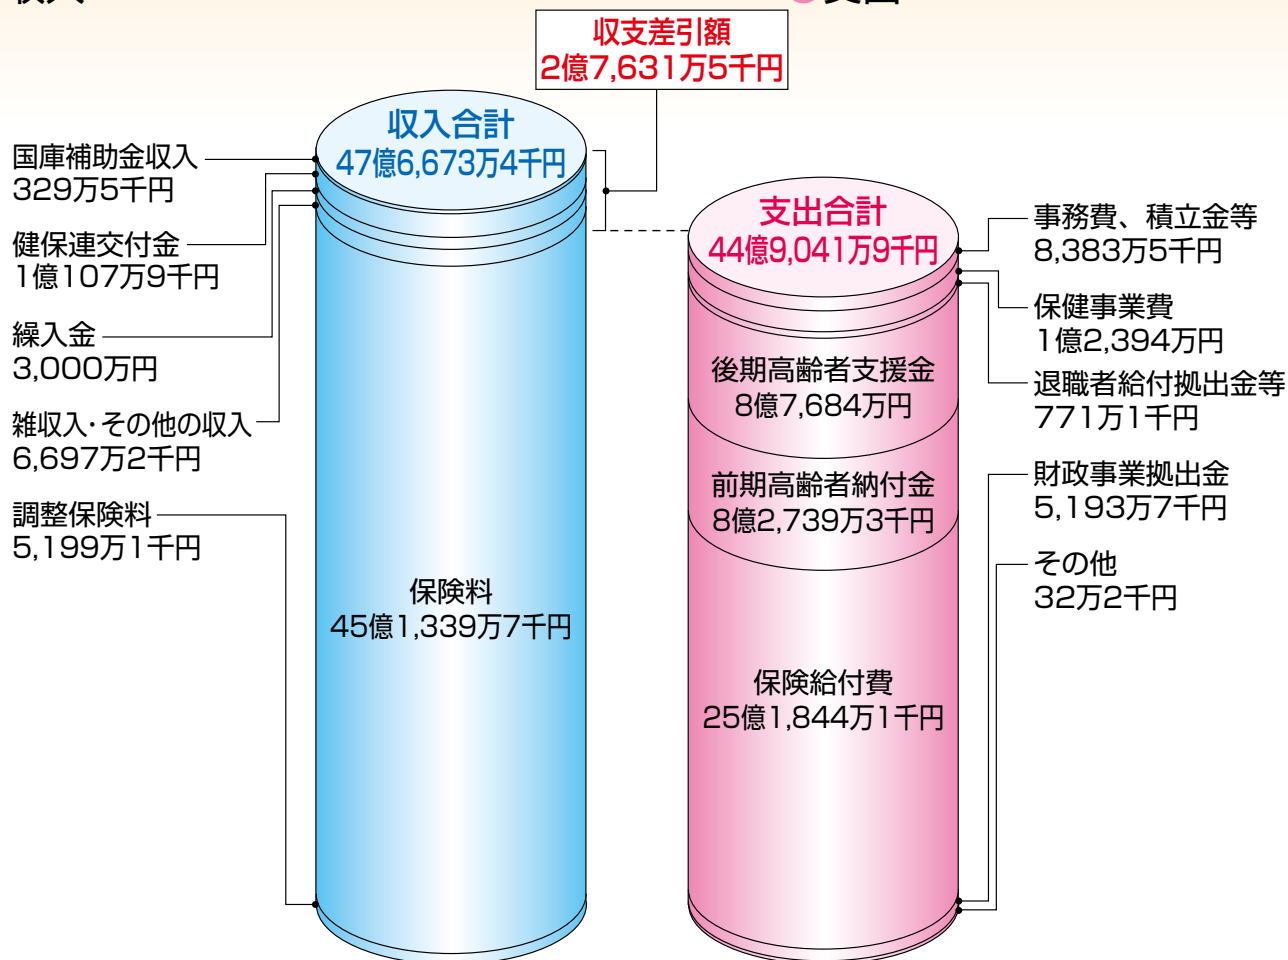 収入
支出
収支差引額
2億7,631万5千円
収入合計
47億6,673万4千円
国庫補助金収入
329万5千円
健保連交付金
1億107万9千円
繰入金
3,000万円
雑収入・その他の収入
6,697万2千円
調整保険料
5,199万1千円
保険料
45億1,339万7千円
支出合計
44億9,041万9千円
事務費、積立金等
8,383万5千円
保健事業費
1億2,394万円
退職者給付拠出金等
771万1千円
後期高齢者支援金
8億7,684万円
前期高齢者納付金
8億2,739万3千円
保険給付費
25億1,844万1千円
財政事業拠出金
5,193万7千円
その他
32万2千円